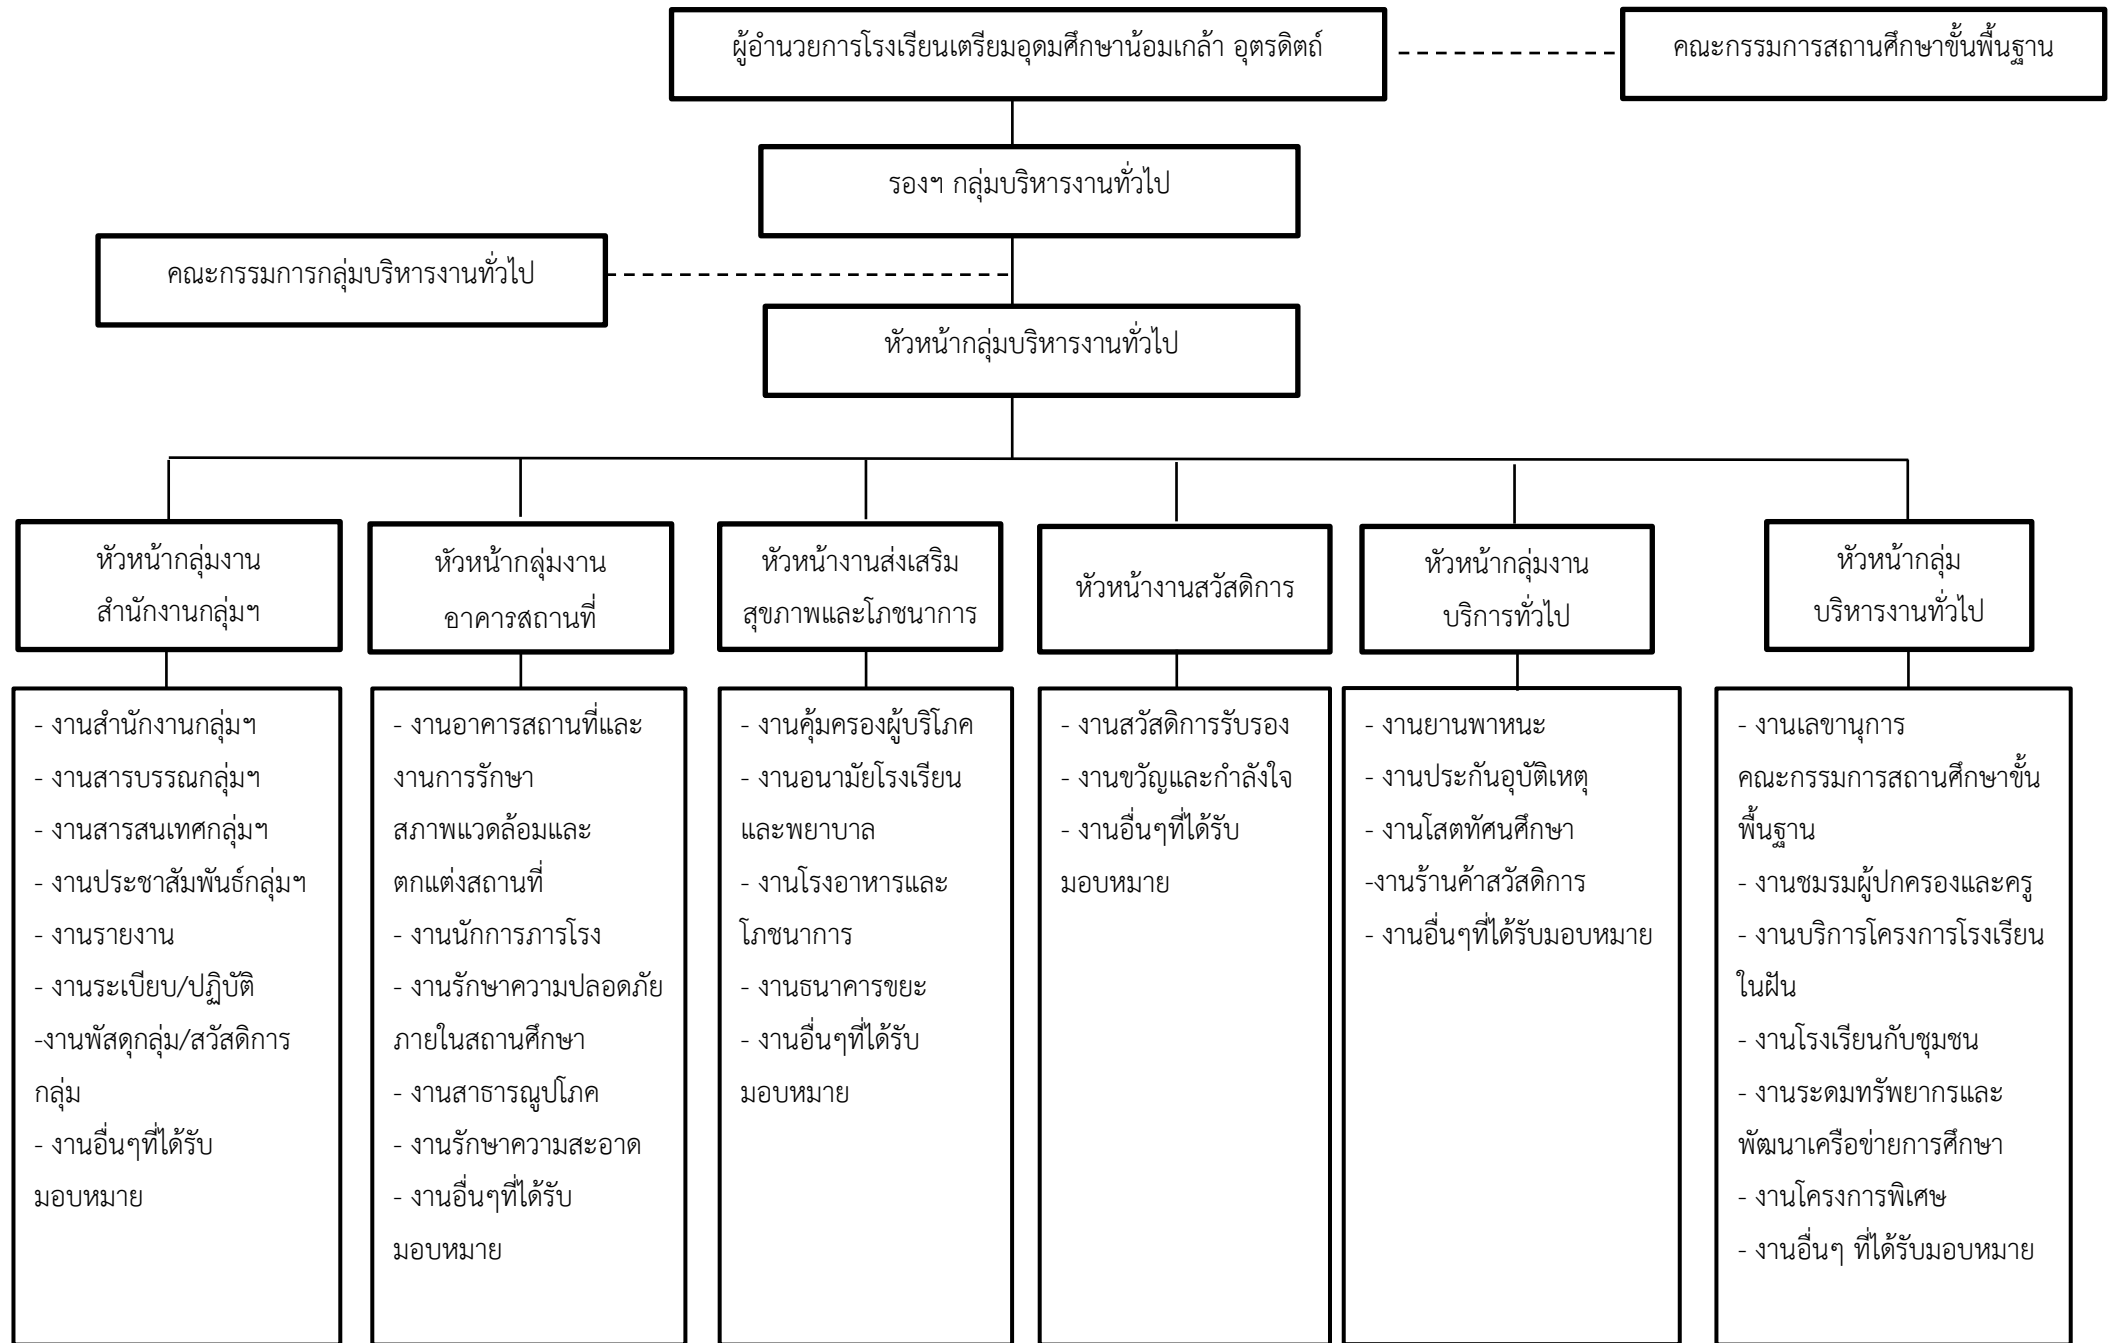 ผู้อำนวยการโรงเรียนเตรียมอุดมศึกษาน้อมเกล้า อุตรดิตถ์
คณะกรรมการสถานศึกษาขั้นพื้นฐาน
รองฯ กลุ่มบริหารงานทั่วไป
คณะกรรมการกลุ่มบริหารงานทั่วไป
หัวหน้ากลุ่มบริหารงานทั่วไป
หัวหน้ากลุ่มงาน
สำนักงานกลุ่มฯ
- งานสำนักงานกลุ่มฯ
- งานสารบรรณกลุ่มฯ
- งานสารสนเทศกลุ่มฯ
- งานประชาสัมพันธ์กลุ่มฯ
- งานรายงาน
- งานระเบียบ/ปฏิบัติ
-งานพัสดุกลุ่ม/สวัสดิการ
กลุ่ม
- งานอื่นๆที่ได้รับ
มอบหมาย
หัวหน้ากลุ่มงาน
อาคารสถานที่
- งานอาคารสถานที่และ
งานการรักษา
สภาพแวดล้อมและ
ตกแต่งสถานที่
- งานนักการภารโรง
- งานรักษาความปลอดภัย
ภายในสถานศึกษา
- งานสาธารณูปโภค
- งานรักษาความสะอาด
- งานอื่นๆที่ได้รับ
มอบหมาย
หัวหน้างานส่งเสริม
สุขภาพและโภชนาการ
- งานคุ้มครองผู้บริโภค
- งานอนามัยโรงเรียน
และพยาบาล
- งานโรงอาหารและ
โภชนาการ
- งานธนาคารขยะ
- งานอื่นๆที่ได้รับ
มอบหมาย
หัวหน้างานสวัสดิการ
- งานสวัสดิการรับรอง
- งานขวัญและกำลังใจ
- งานอื่นๆที่ได้รับ
มอบหมาย
หัวหน้ากลุ่มงาน
บริการทั่วไป
- งานยานพาหนะ
- งานประกันอุบัติเหตุ
- งานโสตทัศนศึกษา
-งานร้านค้าสวัสดิการ
- งานอื่นๆที่ได้รับมอบหมาย
หัวหน้ากลุ่ม
บริหารงานทั่วไป
- งานเลขานุการ
คณะกรรมการสถานศึกษาขั้น
พื้นฐาน
- งานชมรมผู้ปกครองและครู
- งานบริการโครงการโรงเรียน
ในฝัน
- งานโรงเรียนกับชุมชน
- งานระดมทรัพยากรและ
พัฒนาเครือข่ายการศึกษา
- งานโครงการพิเศษ
- งานอื่นๆ ที่ได้รับมอบหมาย